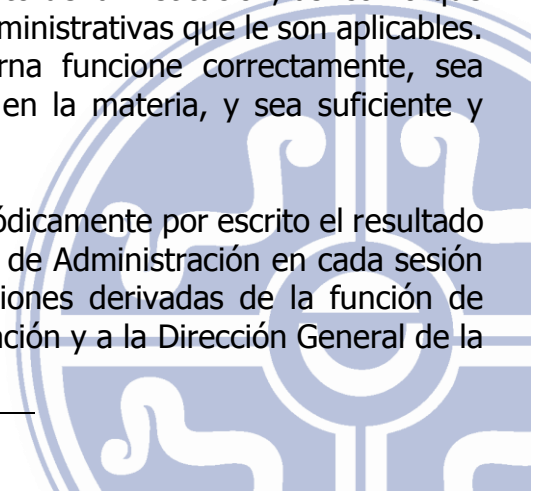 ministrativas que le son aplicables.
rna funcione correctamente, sea
en la materia, y sea suficiente y
ódicamente por escrito el resultado
de Administración en cada sesión
iones derivadas de la función de
ación y a la Dirección General de la